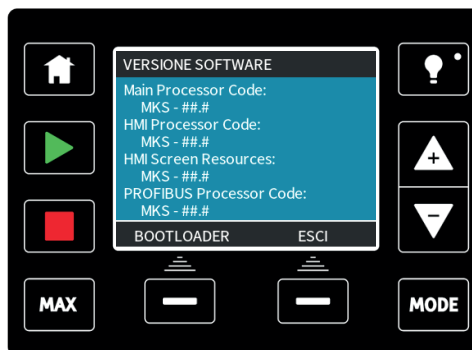 VERSIONE SOFTWARE
Main Processor Code:
MKS - ##.#
HMI Processor Code:
MKS - ##.#
HMI Screen Resources:
MKS - ##.#
PROFIBUS Processor Code:
MKS - ##.#
BOOTLOADER ESCI
MAX MODE